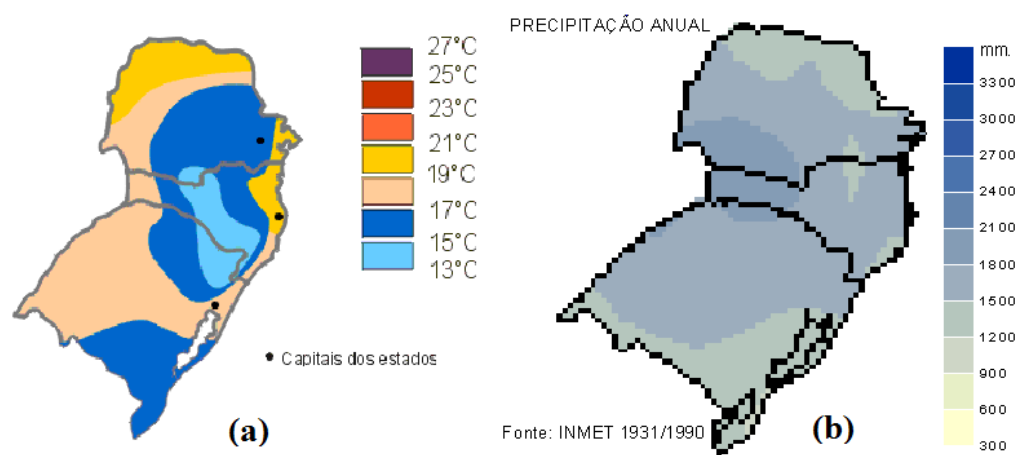 27°C
25°C
23°C
21°C
19°C
17°C
15°C
13°C
Capitais dos estados
(a)
PRECIPITAÇÃO ANUAL
mm.
3300
3000
2700
2400
2100
1800
1500
1200
900
600
300
Fonte: INMET 1931/1990
(b)